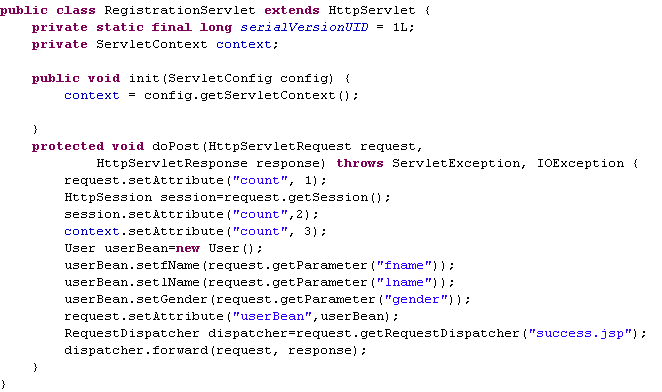 public class RegistrationServlet extends HttpServlet {
    private static final long serialVersionUID = 1L;
    private ServletContext context;

    public void init(ServletConfig config) {
        context = config.getServletContext();

    }
    protected void doPost(HttpServletRequest request,
            HttpServletResponse response) throws ServletException, IOException {
        request.setAttribute("count", 1);
        HttpSession session=request.getSession();
        session.setAttribute("count",2);
        context.setAttribute("count", 3);
        User userBean=new User();
        userBean.setfName(request.getParameter("fname"));
        userBean.setlName(request.getParameter("lname"));
        userBean.setGender(request.getParameter("gender"));
        request.setAttribute("userBean",userBean);
        RequestDispatcher dispatcher=request.getRequestDispatcher("success.jsp");
        dispatcher.forward(request, response);
    }
}